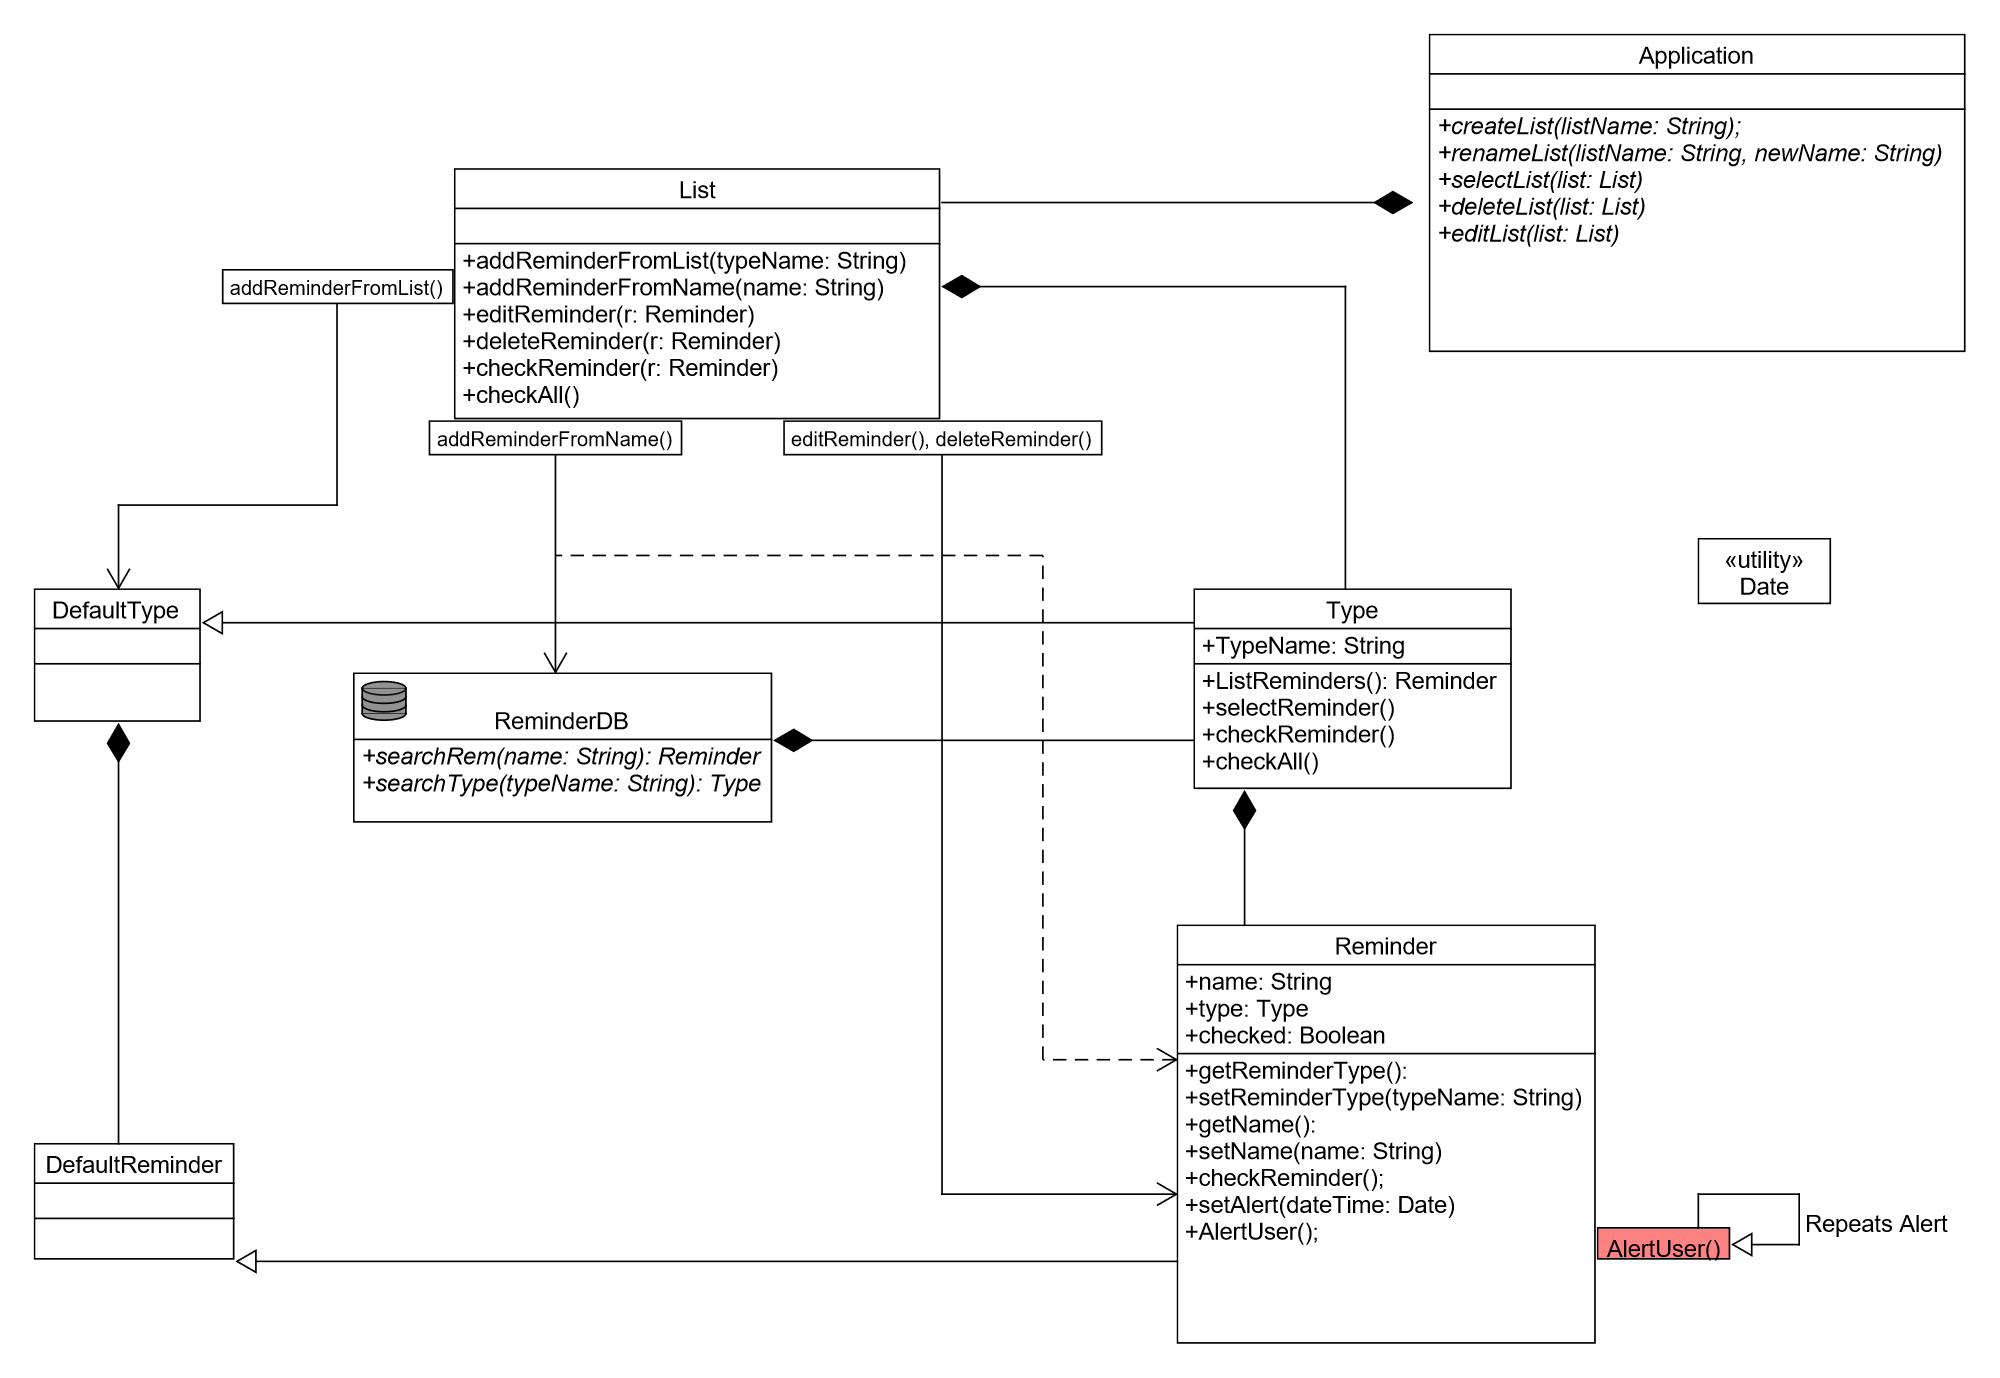 Application
+createList(listName: String);
+renameList(listName: String, newName: String)
+selectList(list: List)
+deleteList(list: List)
+editList(list: List)
List
+addReminderFromList(typeName: String)
+addReminderFromName(name: String)
+editReminder(r: Reminder)
+deleteReminder(r: Reminder)
+checkReminder(r: Reminder)
+checkAll()
addReminderFromList()
addReminderFromName()
editReminder(), deleteReminder()
«utility»
Date
DefaultType
Type
+TypeName: String
+ListReminders(): Reminder
+selectReminder()
+checkReminder()
+checkAll()
ReminderDB
+searchRem(name: String): Reminder
+searchType(typeName: String): Type
Reminder
+name: String
+type: Type
+checked: Boolean
+getReminderType():
+setReminderType(typeName: String)
+getName():
+setName(name: String)
+checkReminder();
+setAlert(dateTime: Date)
+AlertUser();
DefaultReminder
AlertUser()
Repeats Alert